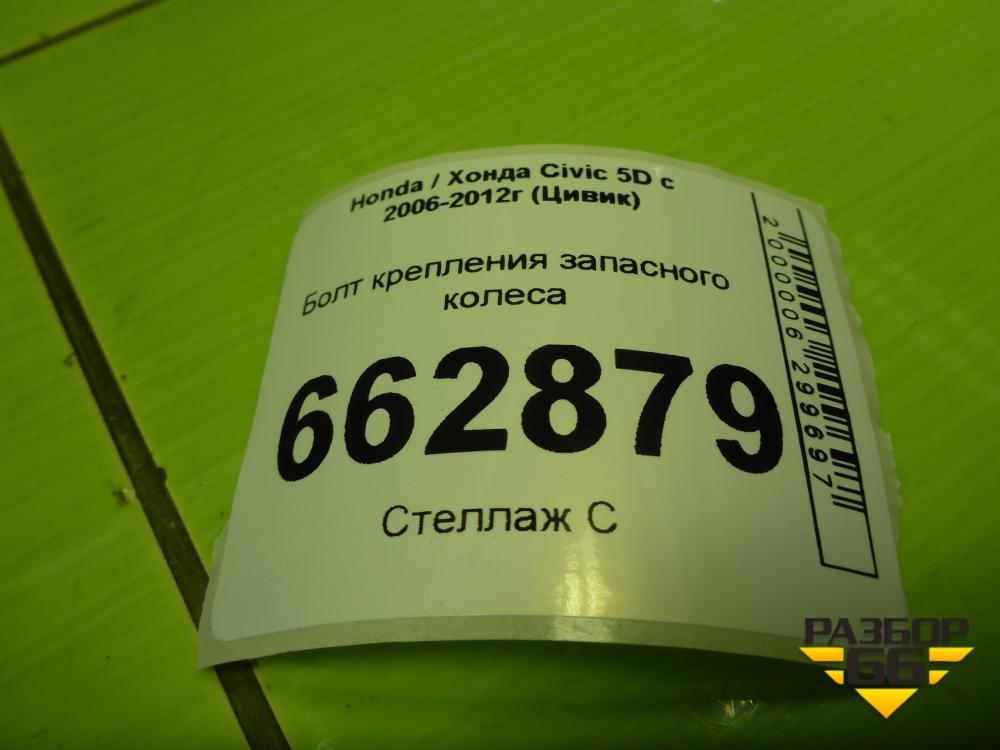 Honda / Хонда Civic 5D с
2006-2012г (Цивик)
Болт крепления запасного
колеса
662879
Стеллаж С
2000006299697
РАЗБОР
66